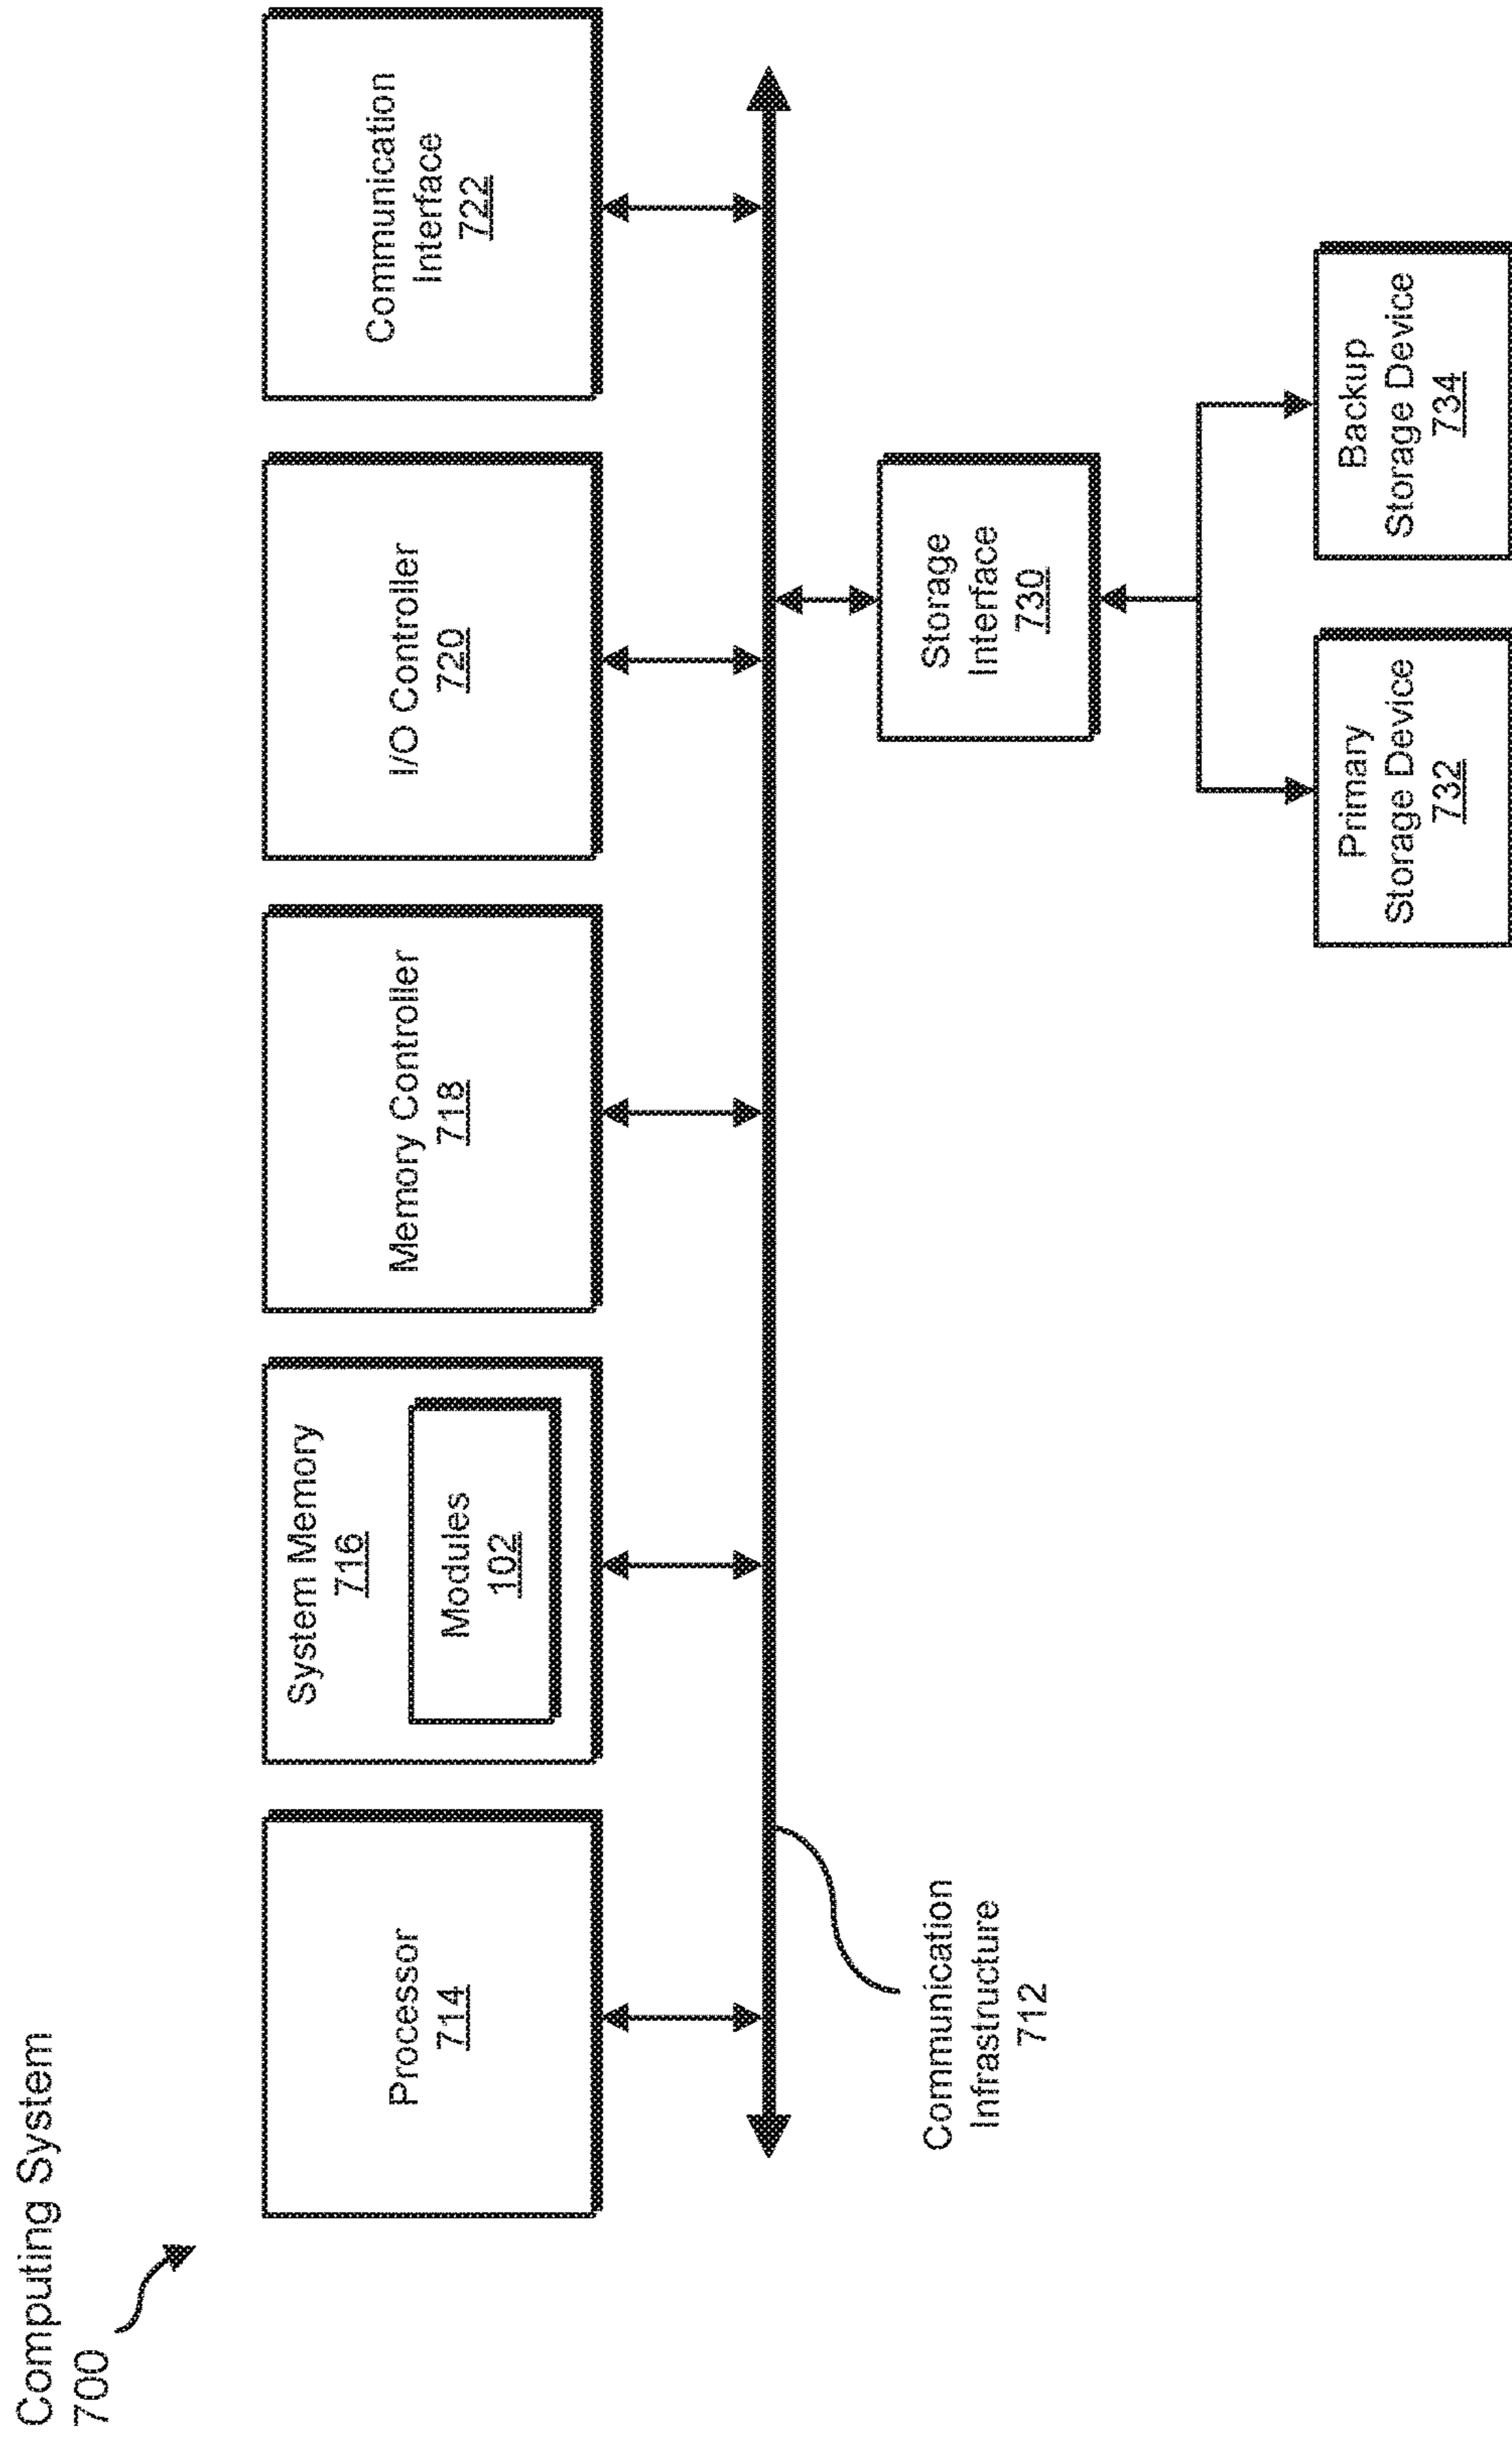 Computing System
700
Processor
714
System Memory
716
Modules
102
Memory Controller
718
I/O Controller
720
Communication
Interface
722
Communication
Infrastructure
712
Storage
Interface
730
Primary
Storage Device
732
Backup
Storage Device
734